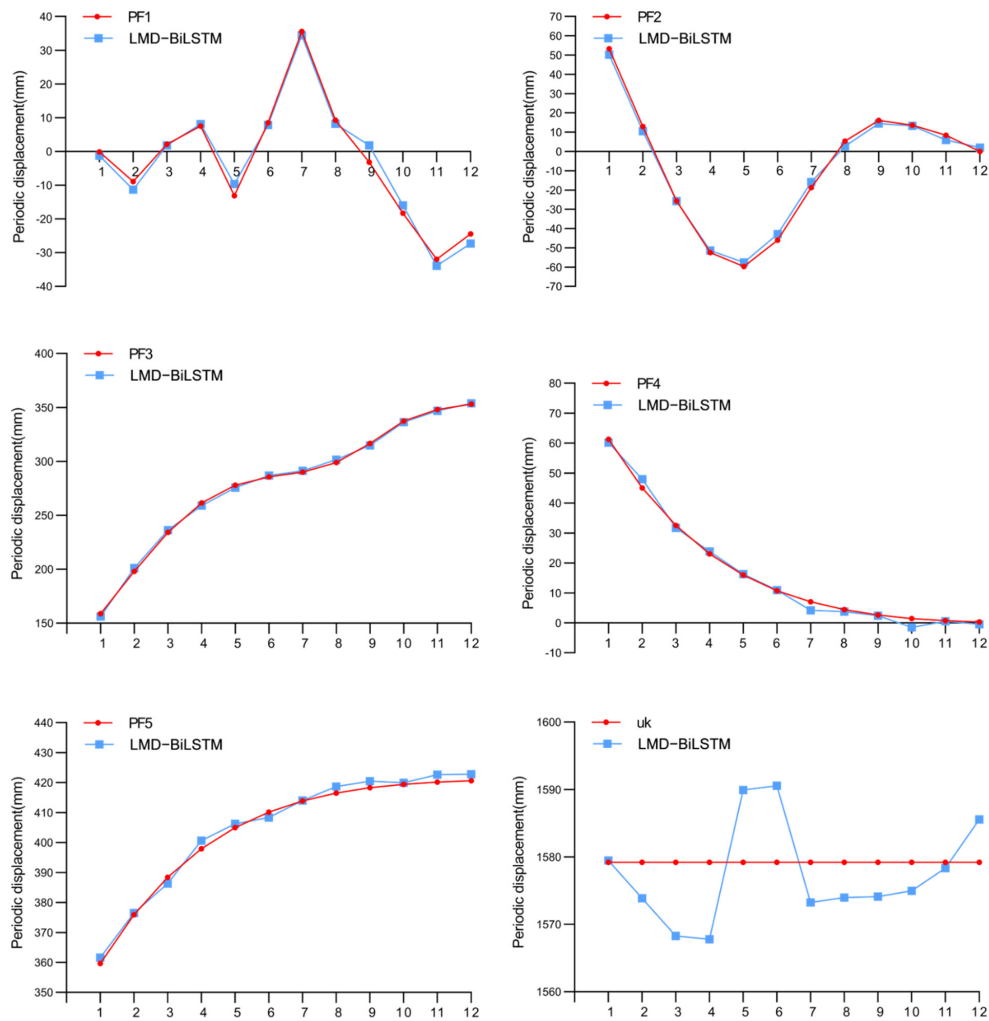 PF1
LMD-BiLSTM
Periodic displacement(mm)
40
30
20
10
0
-10
-20
-30
-40
1 2 3 4 5 6 7 8 9 10 11 12
PF2
LMD-BiLSTM
Periodic displacement(mm)
70
60
50
40
30
20
10
0
-10
-20
-30
-40
-50
-60
-70
1 2 3 4 5 6 7 8 9 10 11 12
PF3
LMD-BiLSTM
Periodic displacement(mm)
400
350
300
250
200
150
1 2 3 4 5 6 7 8 9 10 11 12
PF4
LMD-BiLSTM
Periodic displacement(mm)
80
70
60
50
40
30
20
10
0
-10
1 2 3 4 5 6 7 8 9 10 11 12
PF5
LMD-BiLSTM
Periodic displacement(mm)
440
430
420
410
400
390
380
370
360
350
1 2 3 4 5 6 7 8 9 10 11 12
uk
LMD-BiLSTM
Periodic displacement(mm)
1600
1590
1580
1570
1560
1 2 3 4 5 6 7 8 9 10 11 12